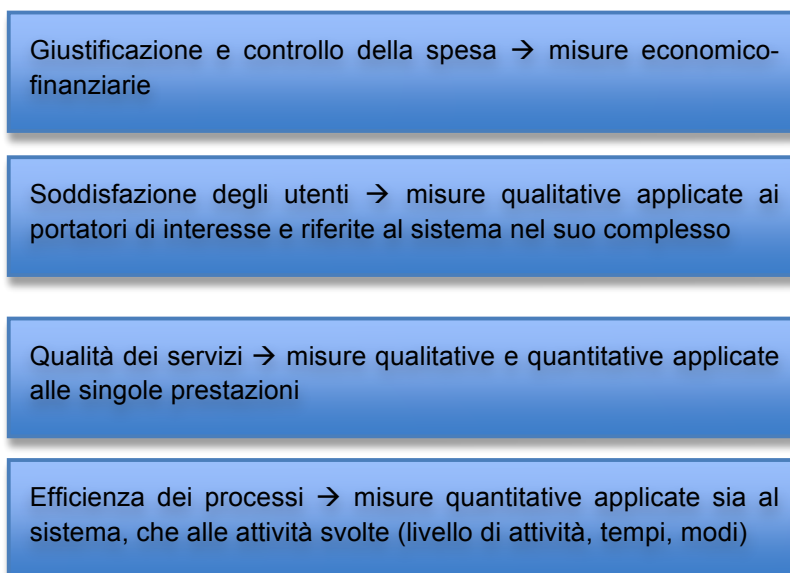 Giustificazione e controllo della spesa → misure economico-
finanziarie
Soddisfazione degli utenti → misure qualitative applicate ai
portatori di interesse e riferite al sistema nel suo complesso
Qualità dei servizi → misure qualitative e quantitative applicate
alle singole prestazioni
Efficienza dei processi → misure quantitative applicate sia al
sistema, che alle attività svolte (livello di attività, tempi, modi)